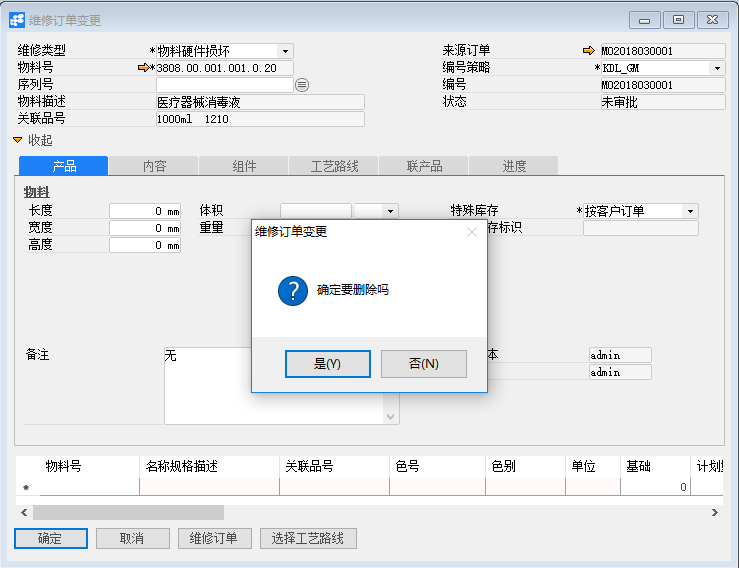 维修订单变更
维修类型 *物料硬件损坏 来源订单 M02018030001
物料号 *3808.00.001.001.0.20 编号策略 *KDL_GM
序列号 编号 M02018030001
物料描述 医疗器械消毒液 状态 未审批
关联品号 1000ml 1210
收起
产品 内容 组件 工艺路线 联产品 进度
物料
长度 0 mm 体积 特殊库存 *按客户订单
宽度 0 mm 重量 存标识
高度 0 mm
维修订单变更
确定要删除吗
是(Y) 否(N)
备注 无 本 admin
admin
物料号 名称规格描述 关联品号 色号 色别 单位 基础 计划
* 0
确定 取消 维修订单 选择工艺路线